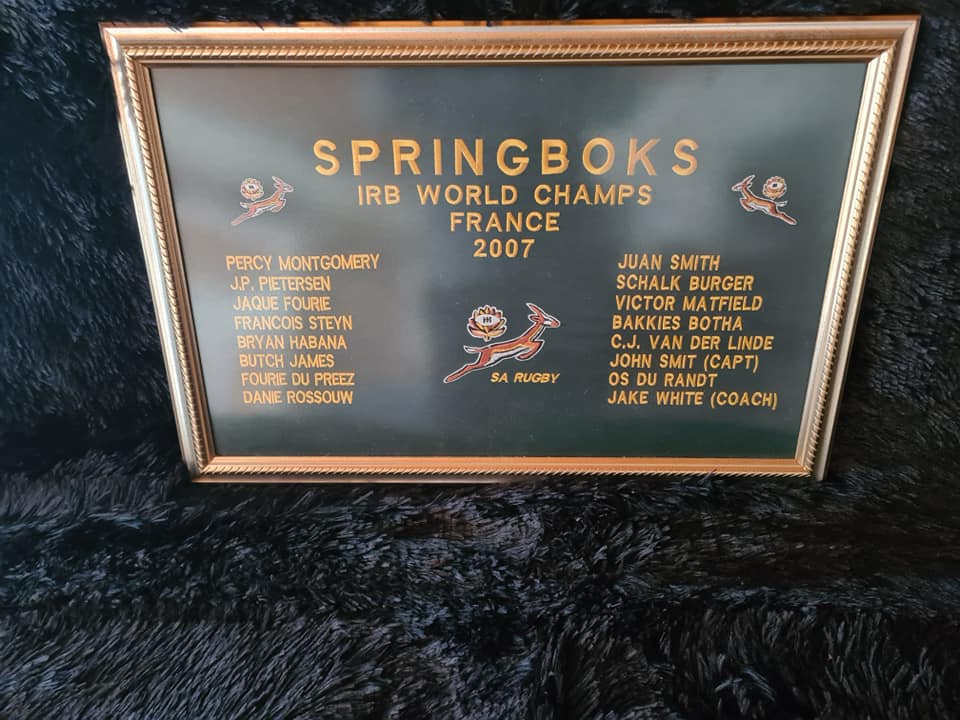 SPRINGBOKS
IRB WORLD CHAMPS
FRANCE
2007
PERCY MONTGOMERY
J.P. PIETERSEN
JAQUE FOURIE
FRANCOIS STEYN
BRYAN HABANA
BUTCH JAMES
FOURIE DU PREEZ
DANIE ROSSOUW
SA RUGBY
JUAN SMITH
SCHALK BURGER
VICTOR MATFIELD
BAKKIES BOTHA
C.J. VAN DER LINDE
JOHN SMIT (CAPT)
OS DU RANDT
JAKE WHITE (COACH)